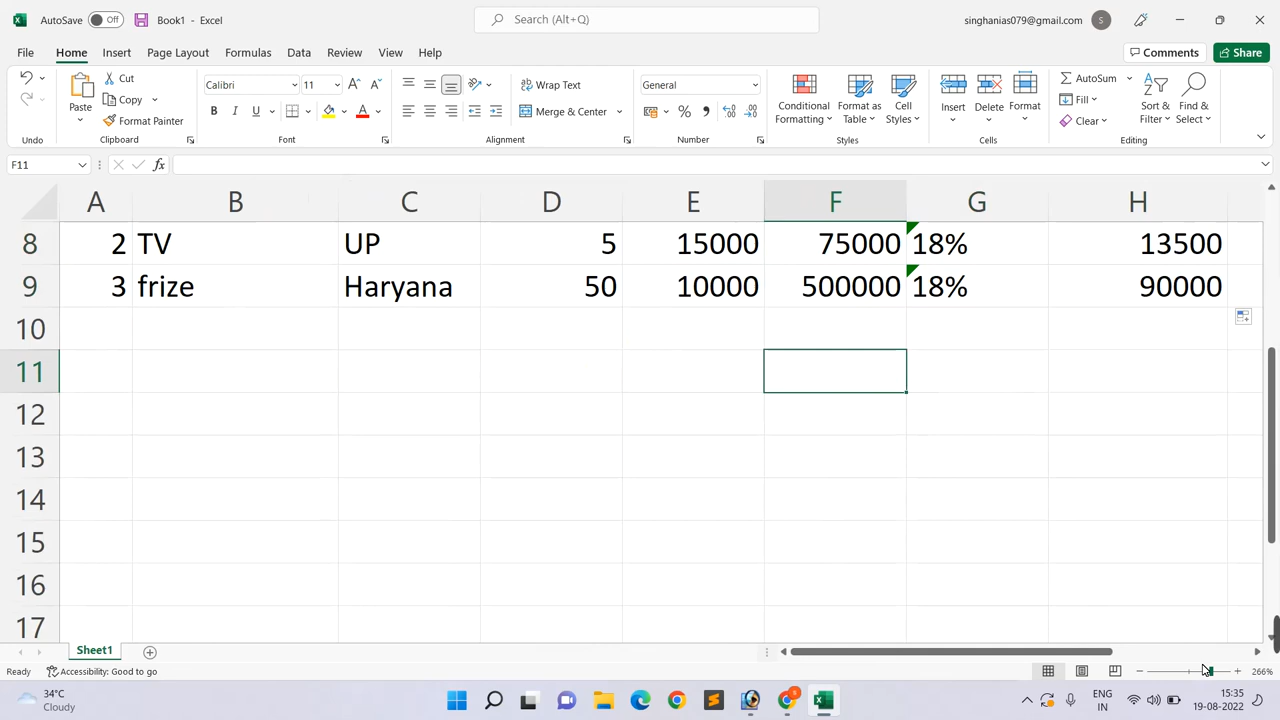 AutoSave Off Book1 - Excel Search (Alt+Q) singhanias079@gmail.com S
File Home Insert Page Layout Formulas Data Review View Help Comments Share
Undo Paste Cut Copy Format Painter Clipboard
Calibri 11 A A B I U A Font
ab Wrap Text Merge & Center Alignment
General % , Number
Conditional Formatting Format as Table Cell Styles Styles
Insert Delete Format Cells
AutoSum Fill Clear Sort & Filter Find & Select Editing
F11 fx
A B C D E F G H
8 2 TV UP 5 15000 75000 18% 13500
9 3 frize Haryana 50 10000 500000 18% 90000
10
11
12
13
14
15
16
17
Sheet1
Ready Accessibility: Good to go 266%
34°C ENG 15:35
Cloudy IN 19-08-2022